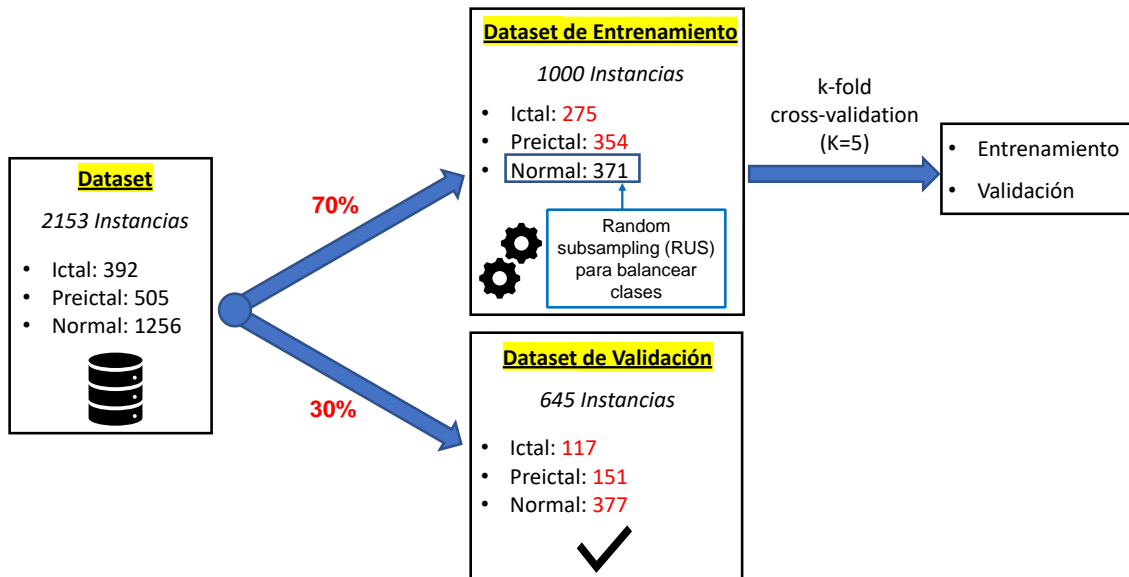 Dataset
2153 Instancias
• Ictal: 392
• Preictal: 505
• Normal: 1256
70%
30%
Dataset de Entrenamiento
1000 Instancias
• Ictal: 275
• Preictal: 354
• Normal: 371
Random
subsampling (RUS)
para balancear
clases
Dataset de Validación
645 Instancias
• Ictal: 117
• Preictal: 151
• Normal: 377
k-fold
cross-validation
(K=5)
• Entrenamiento
• Validación